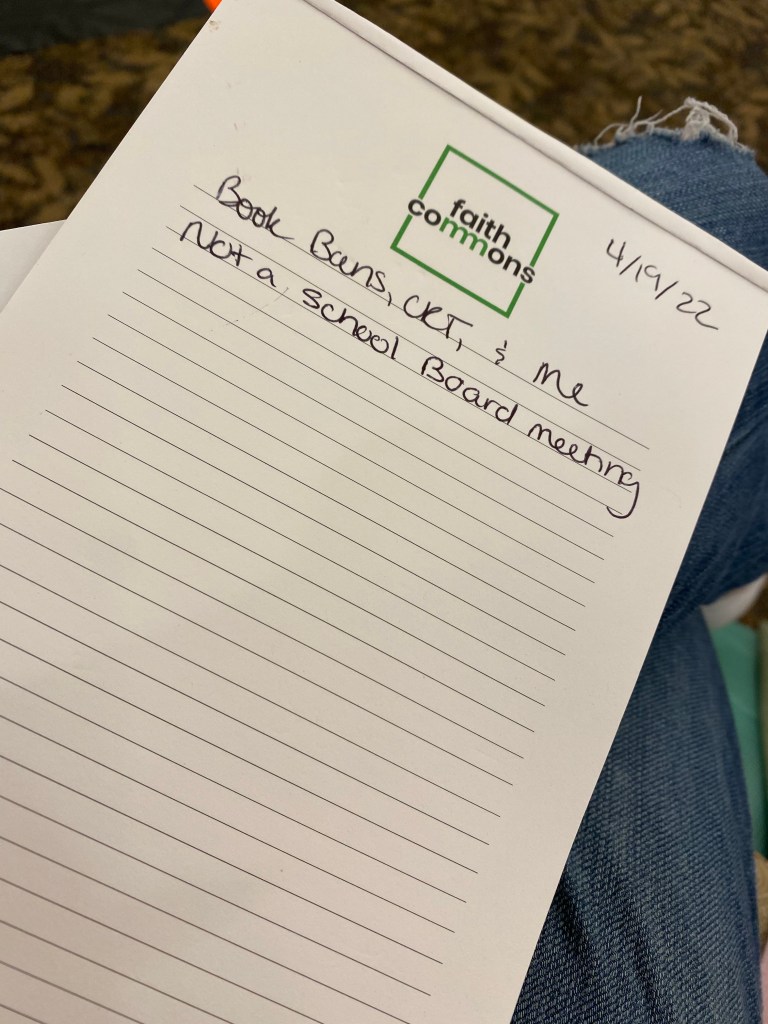 faith
commons
4/19/22
Book Bans, CRT, & me
Not a school Board meeting